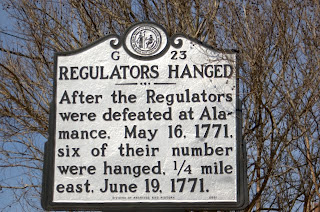 G 23
REGULATORS HANGED
After the Regulators
were defeated at Ala-
mance, May 16, 1771,
six of their number
were hanged, 1/4 mile
east, June 19, 1771.